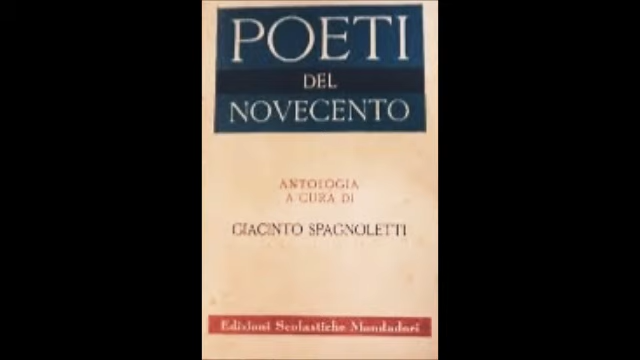 POETI
DEL
NOVECENTO
ANTOLOGIA
A CURA DI
GIACINTO SPAGNOLETTI
Edizioni Scolastiche Mondadori